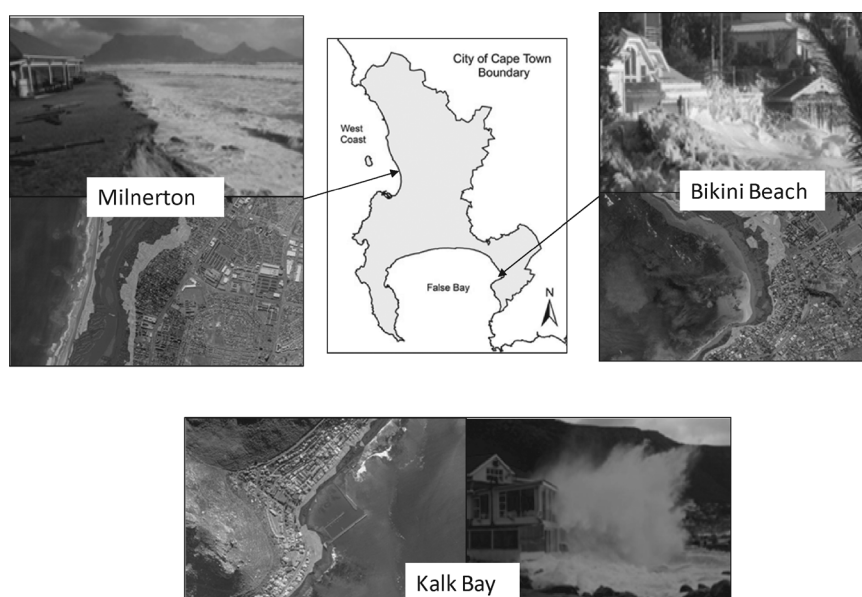 City of Cape Town
Boundary
West
Coast
Milnerton
Bikini Beach
False Bay
N
Kalk Bay